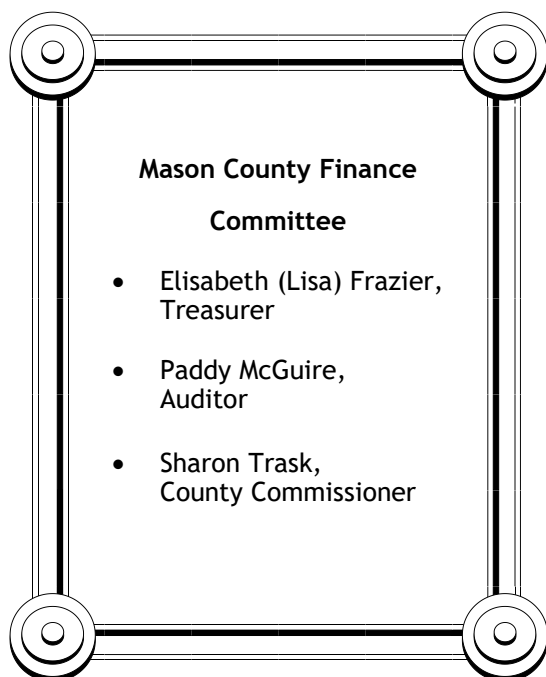 Mason County Finance
Committee
• Elisabeth (Lisa) Frazier,
Treasurer
• Paddy McGuire,
Auditor
• Sharon Trask,
County Commissioner